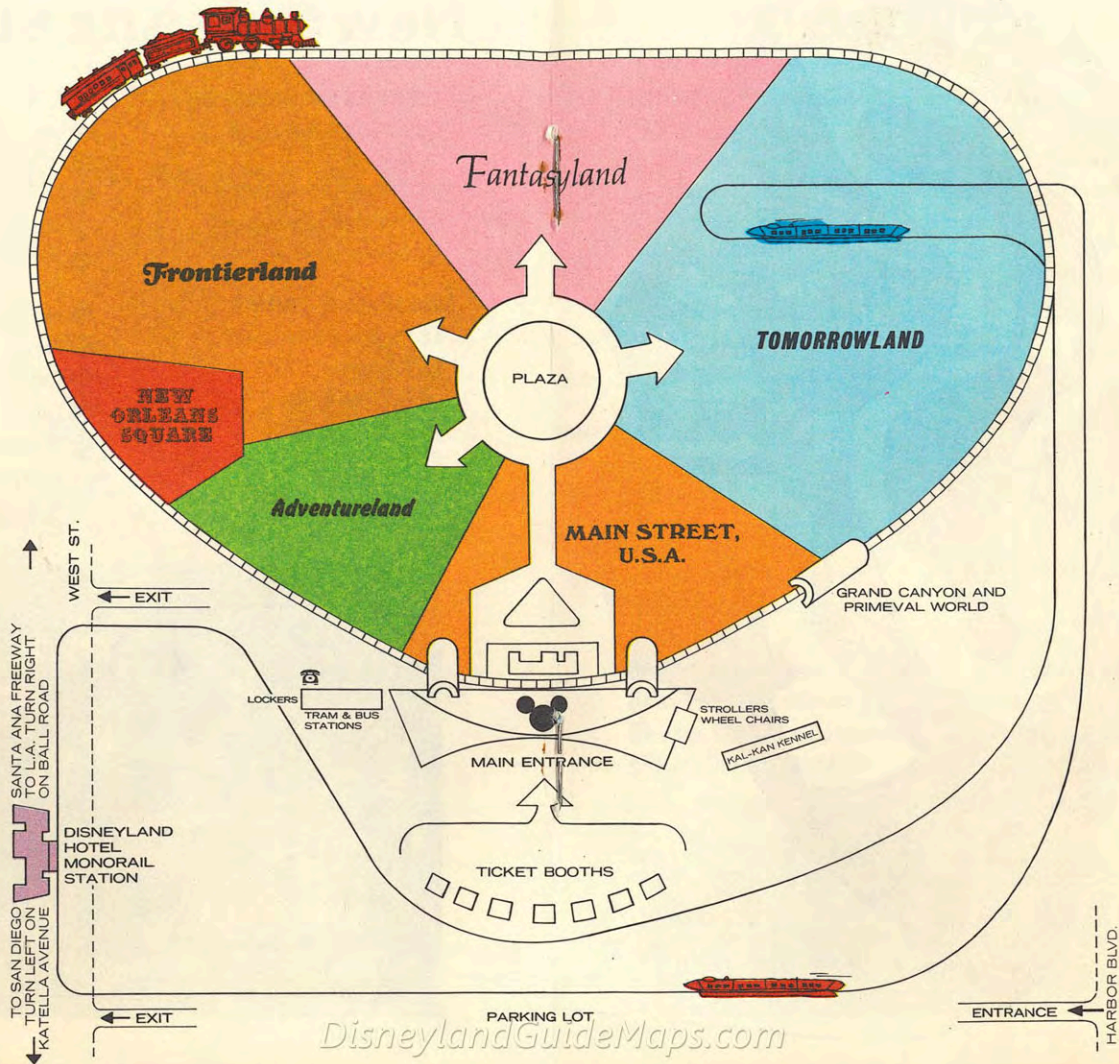 Fantasyland
Frontierland
TOMORROWLAND
PLAZA
NEW
ORLEANS
SQUARE
Adventureland
MAIN STREET,
U.S.A.
GRAND CANYON AND
PRIMEVAL WORLD
WEST ST.
EXIT
SANTA ANA FREEWAY
TO L.A. TURN RIGHT
ON BALL ROAD
LOCKERS
TRAM & BUS
STATIONS
STROLLERS
WHEEL CHAIRS
KAL-KAN KENNEL
MAIN ENTRANCE
DISNEYLAND
HOTEL
MONORAIL
STATION
TICKET BOOTHS
TO SAN DIEGO
TURN LEFT ON
KATELLA AVENUE
EXIT
PARKING LOT
ENTRANCE
HARBOR BLVD.
DisneylandGuideMaps.com